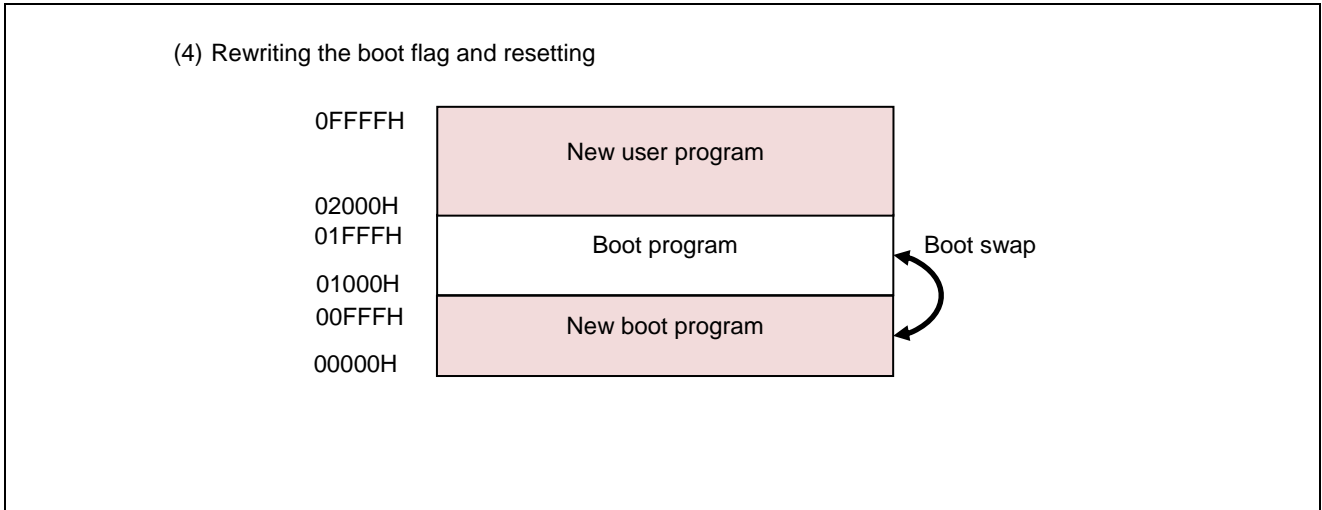 (4) Rewriting the boot flag and resetting
0FFFFH
New user program
02000H
01FFFH
Boot program
Boot swap
01000H
00FFFH
New boot program
00000H